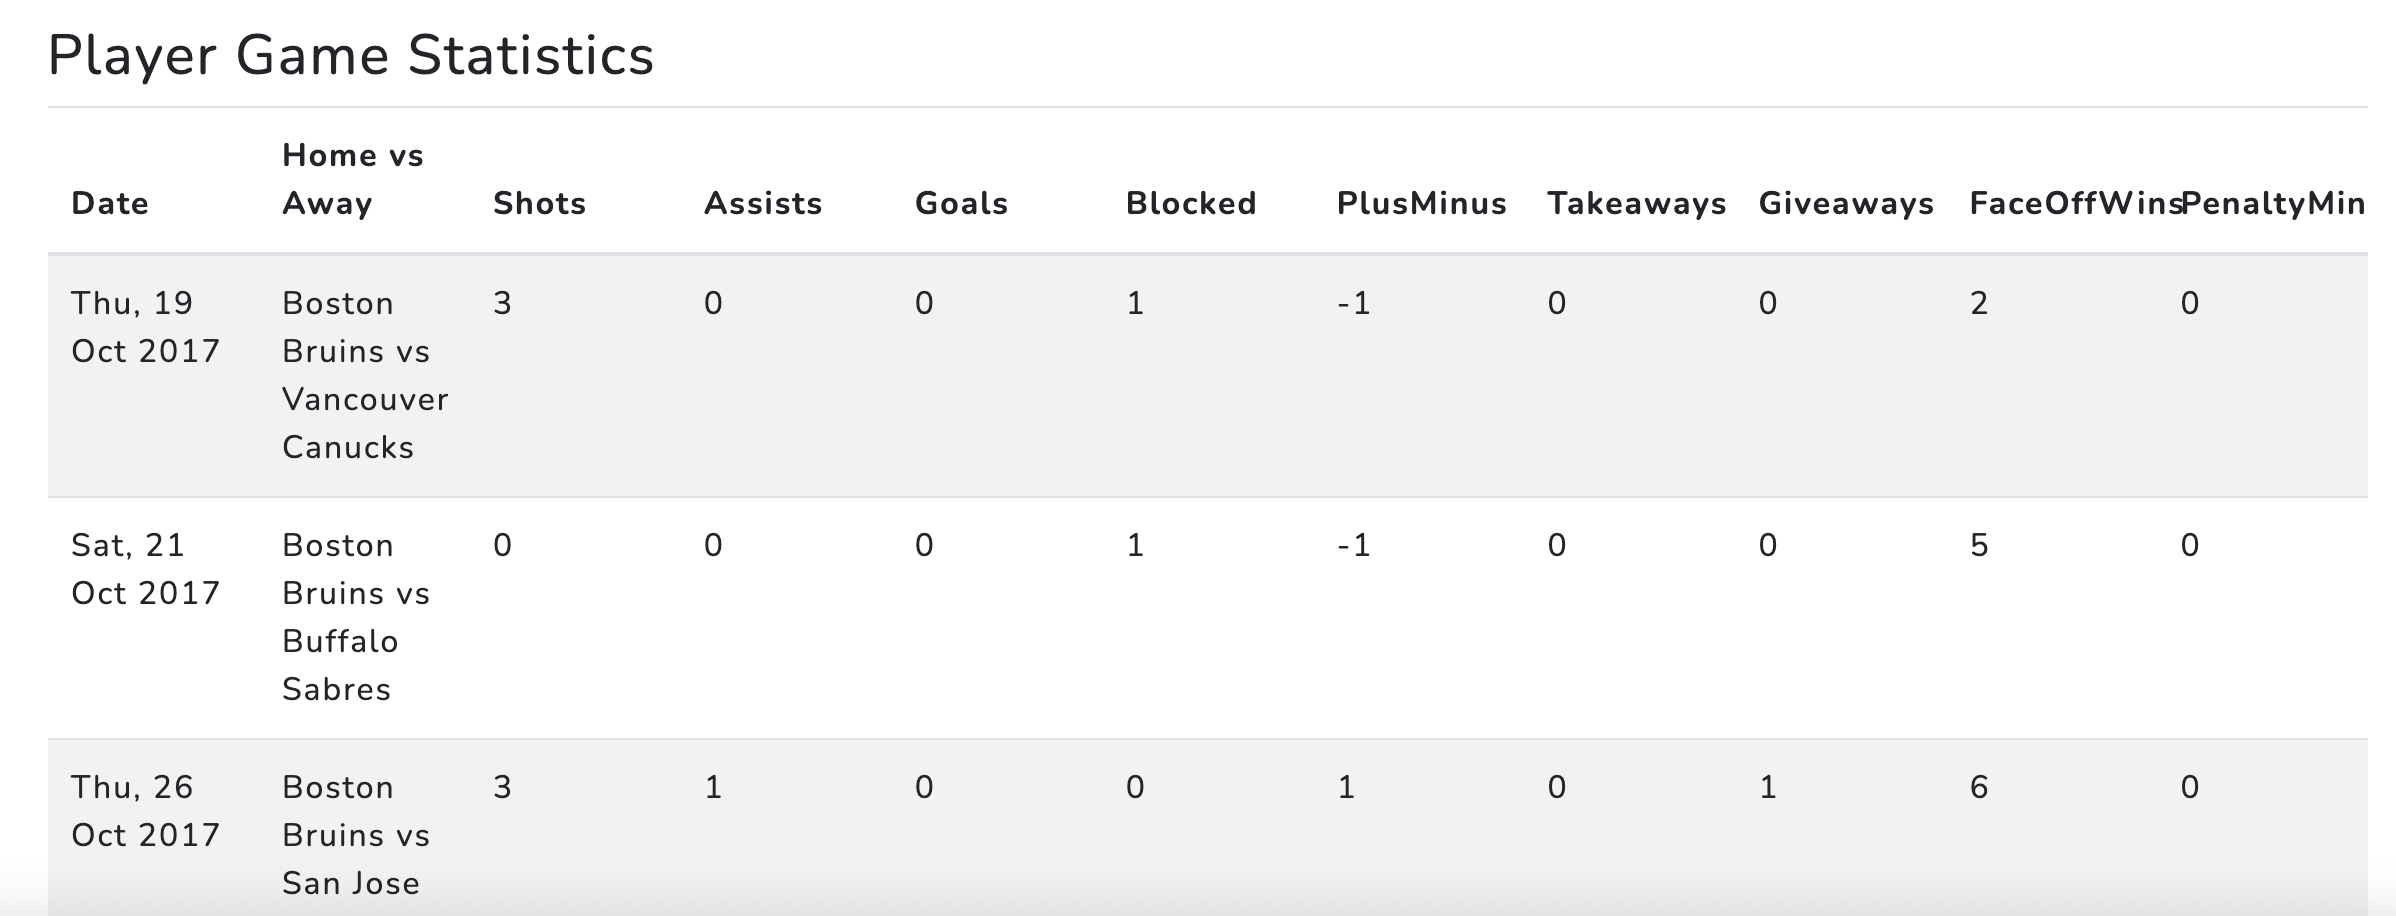 Player Game Statistics
Date Home vs Away Shots Assists Goals Blocked PlusMinus Takeaways Giveaways FaceOffWins PenaltyMin
Thu, 19 Oct 2017 Boston Bruins vs Vancouver Canucks 3 0 0 1 -1 0 0 2 0
Sat, 21 Oct 2017 Boston Bruins vs Buffalo Sabres 0 0 0 1 -1 0 0 5 0
Thu, 26 Oct 2017 Boston Bruins vs San Jose 3 1 0 0 1 0 1 6 0